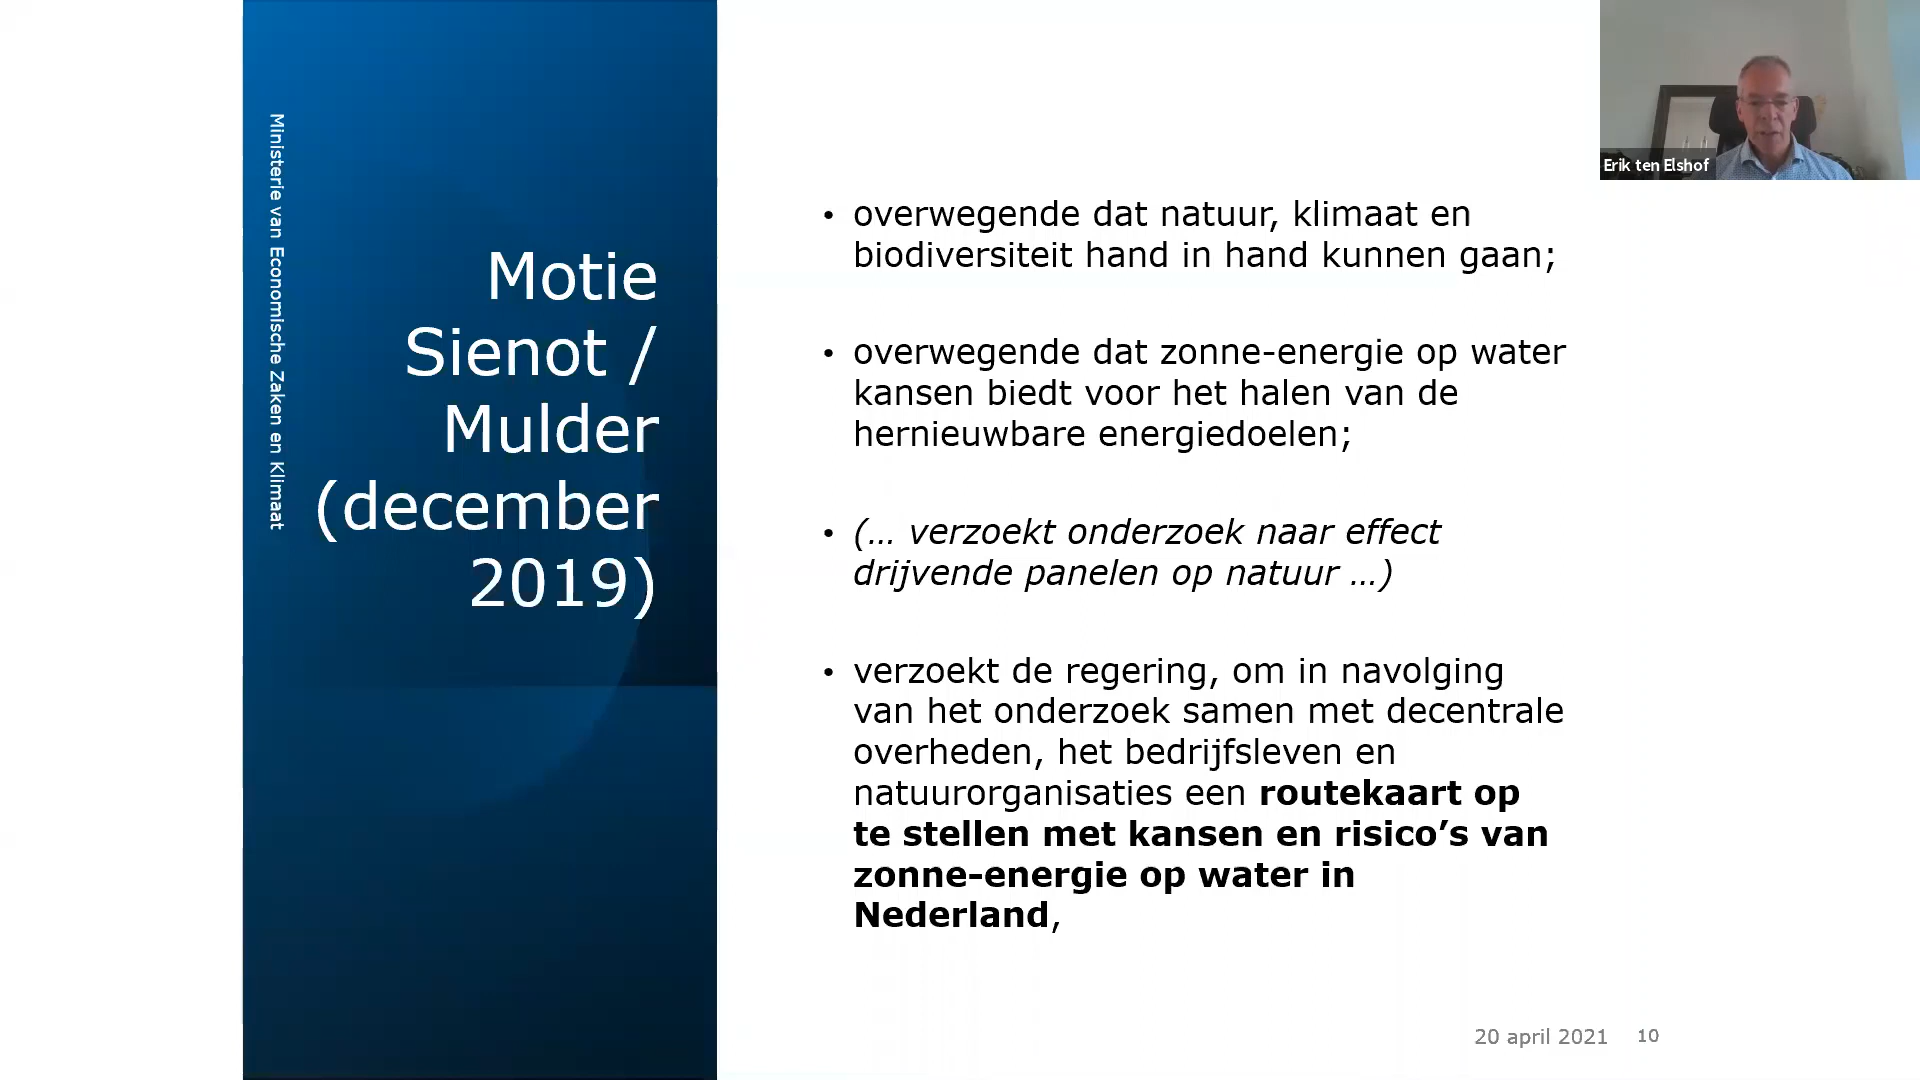 Ministerie van Economische Zaken en Klimaat
Motie
Sienot /
Mulder
(december
2019)
• overwegende dat natuur, klimaat en
biodiversiteit hand in hand kunnen gaan;
• overwegende dat zonne-energie op water
kansen biedt voor het halen van de
hernieuwbare energiedoelen;
• (… verzoekt onderzoek naar effect
drijvende panelen op natuur …)
• verzoekt de regering, om in navolging
van het onderzoek samen met decentrale
overheden, het bedrijfsleven en
natuurorganisaties een routekaart op
te stellen met kansen en risico’s van
zonne-energie op water in
Nederland,
20 april 2021 10
Erik ten Elshof